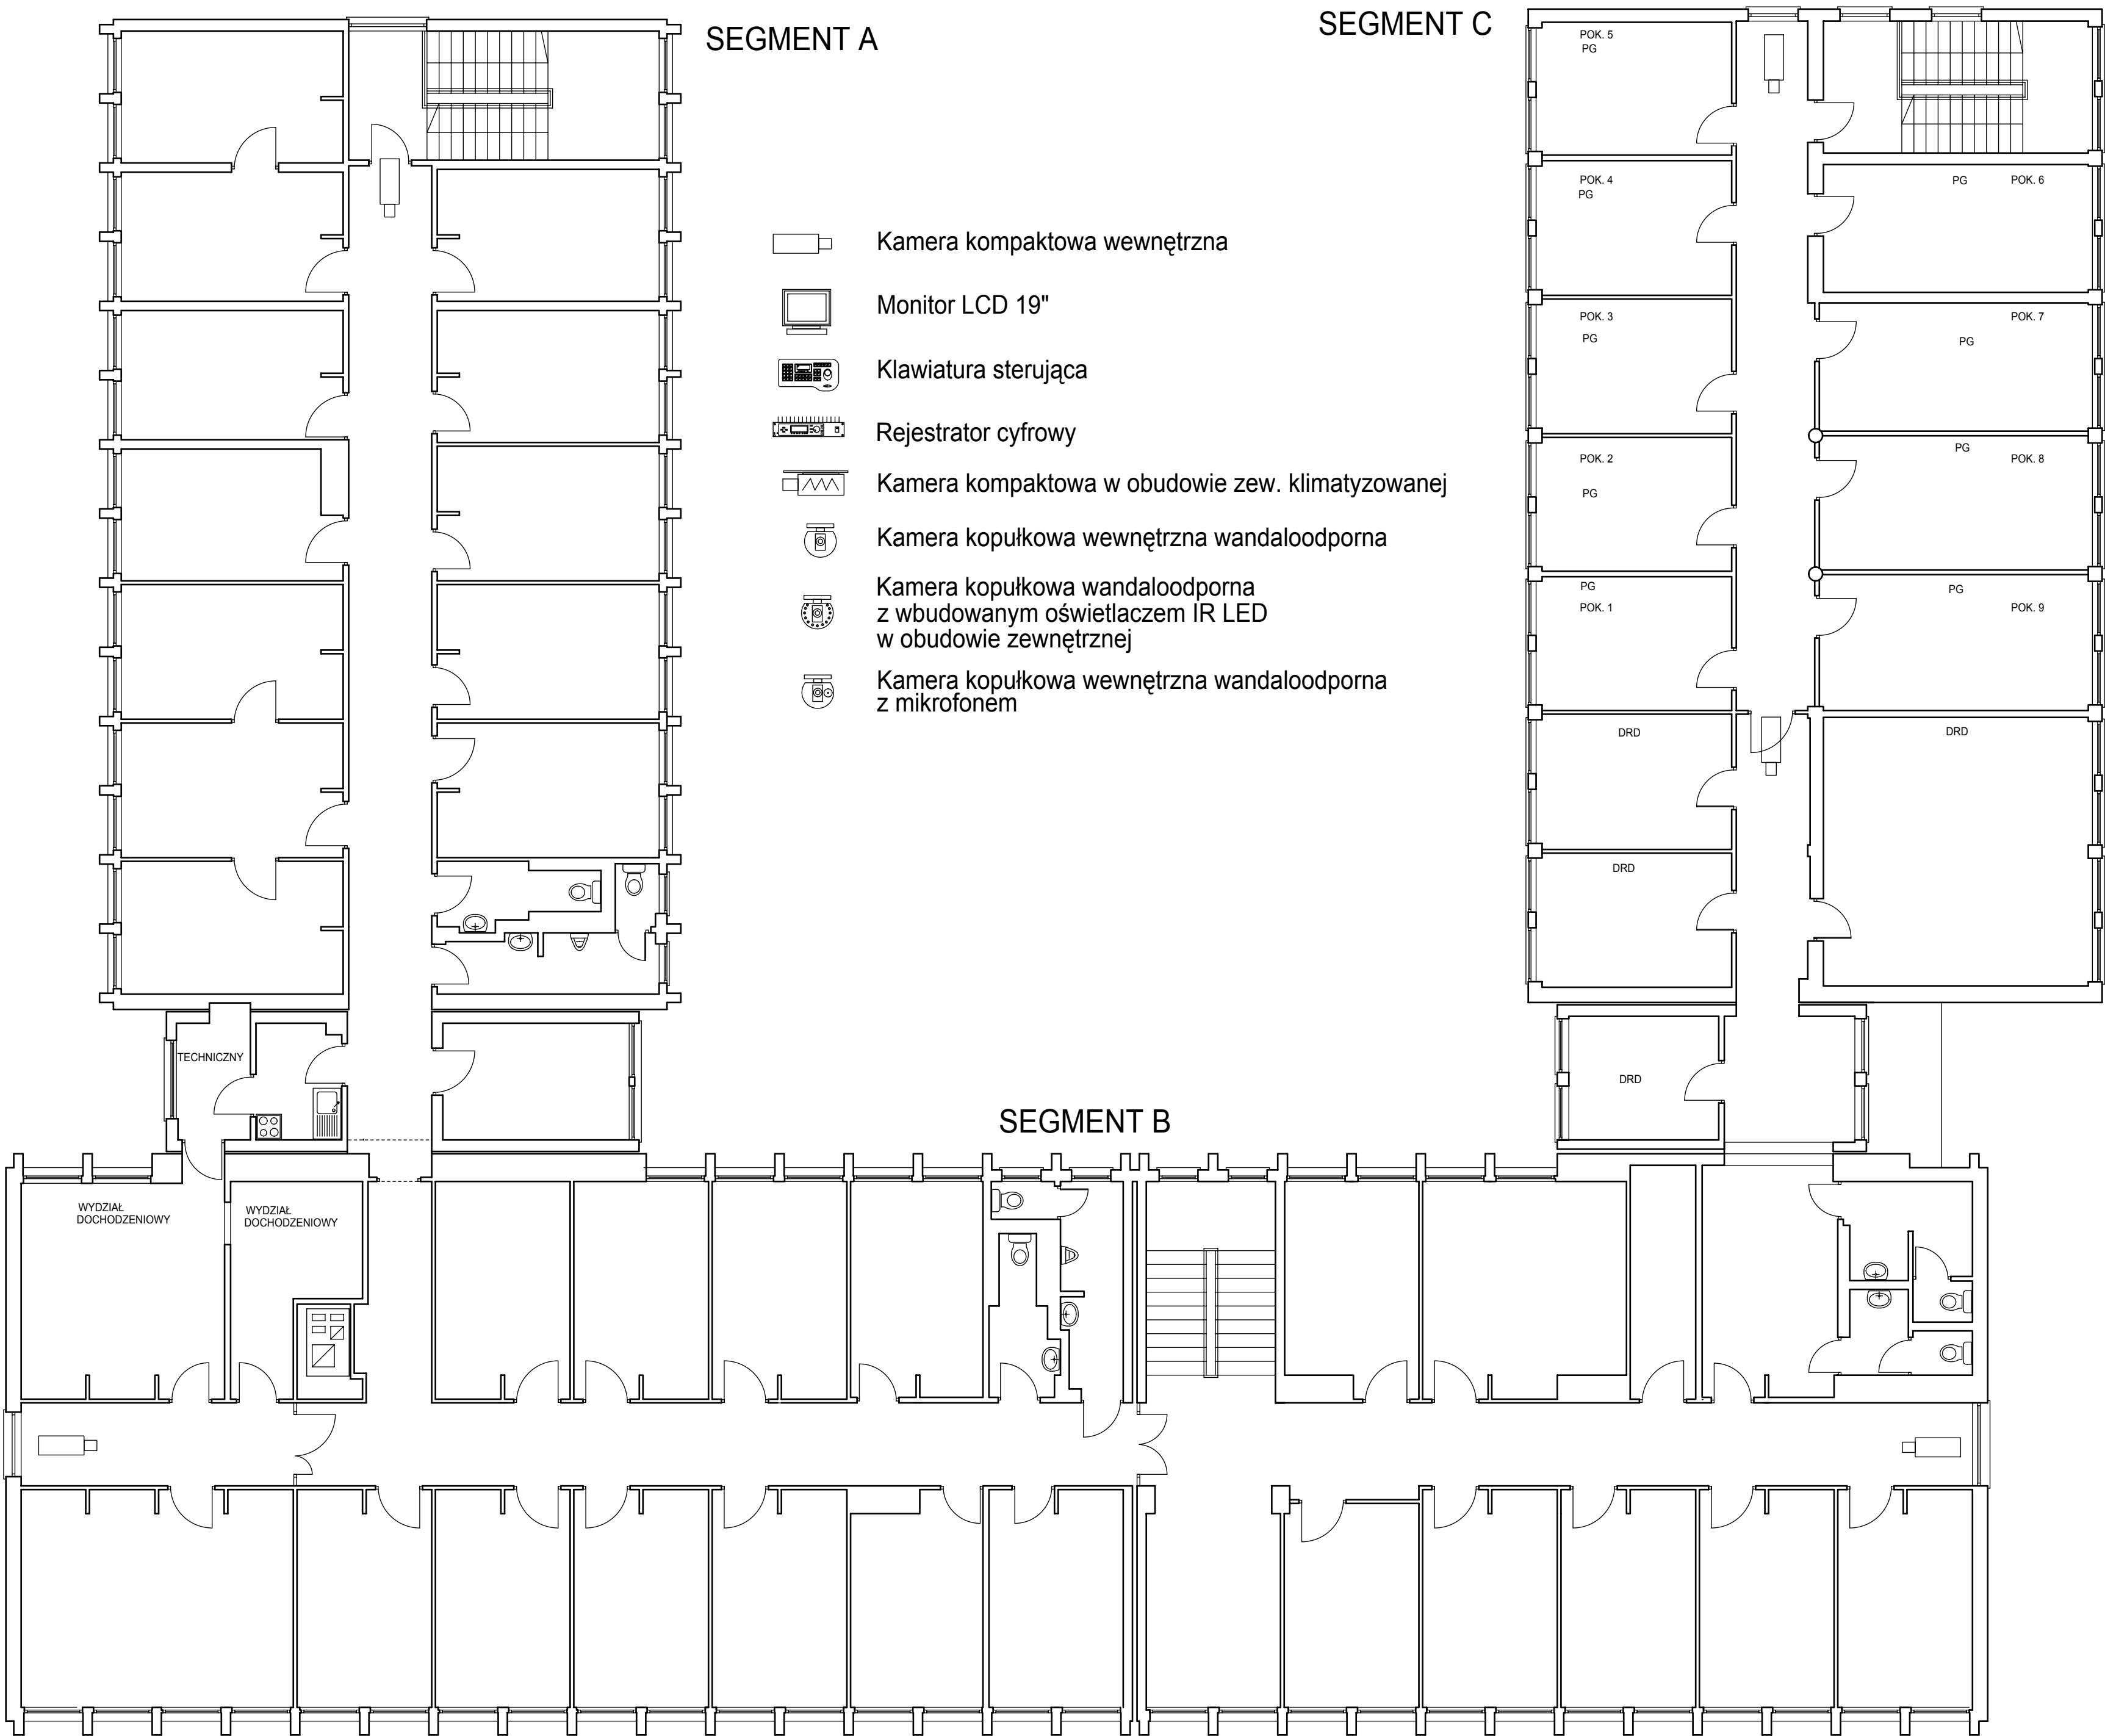 SEGMENT A
SEGMENT C
Kamera kompaktowa wewnętrzna
Monitor LCD 19"
Klawiatura sterująca
Rejestrator cyfrowy
Kamera kompaktowa w obudowie zew. klimatyzowanej
Kamera kopułkowa wewnętrzna wandaloodporna
Kamera kopułkowa wandaloodporna
z wbudowanym oświetlaczem IR LED
w obudowie zewnętrznej
Kamera kopułkowa wewnętrzna wandaloodporna
z mikrofonem
POK. 5
PG
POK. 4
PG
PG
POK. 6
POK. 3
PG
POK. 7
PG
POK. 2
PG
PG
POK. 8
PG
POK. 1
PG
POK. 9
DRD
DRD
DRD
DRD
TECHNICZNY
SEGMENT B
WYDZIAŁ
DOCHODZENIOWY
WYDZIAŁ
DOCHODZENIOWY